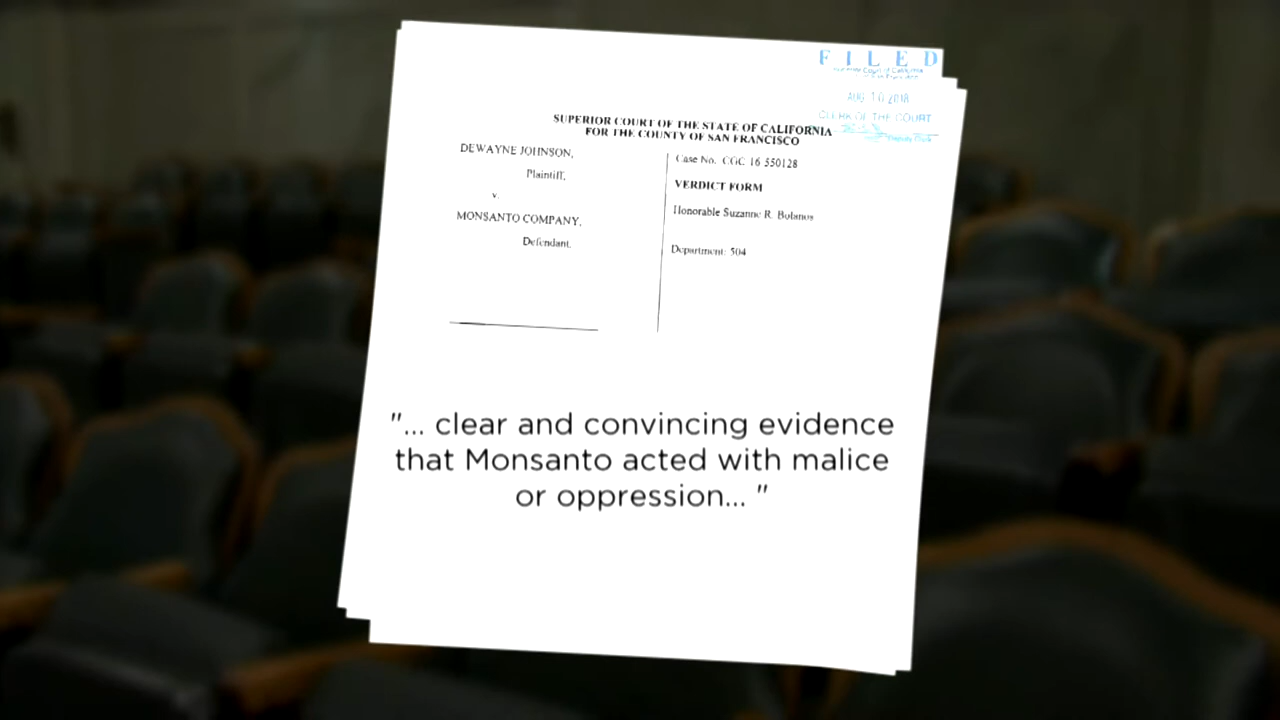 FILED
AUG 10 2018
CLERK OF THE COURT
Deputy Clerk
SUPERIOR COURT OF THE STATE OF CALIFORNIA
FOR THE COUNTY OF SAN FRANCISCO
DEWAYNE JOHNSON,
Plaintiff,
v.
MONSANTO COMPANY,
Defendant.
Case No. CGC 16 550128
VERDICT FORM
Honorable Suzanne R. Bolanos
Department: 504
"... clear and convincing evidence
that Monsanto acted with malice
or oppression... "